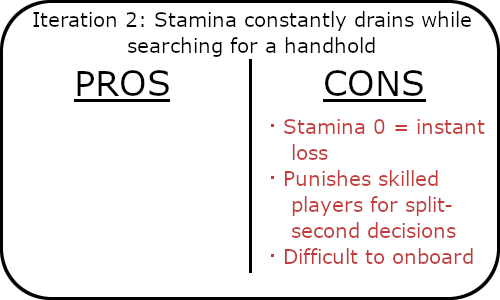 Iteration 2: Stamina constantly drains while
searching for a handhold
PROS
CONS
· Stamina 0 = instant
loss
· Punishes skilled
players for split-
second decisions
· Difficult to onboard